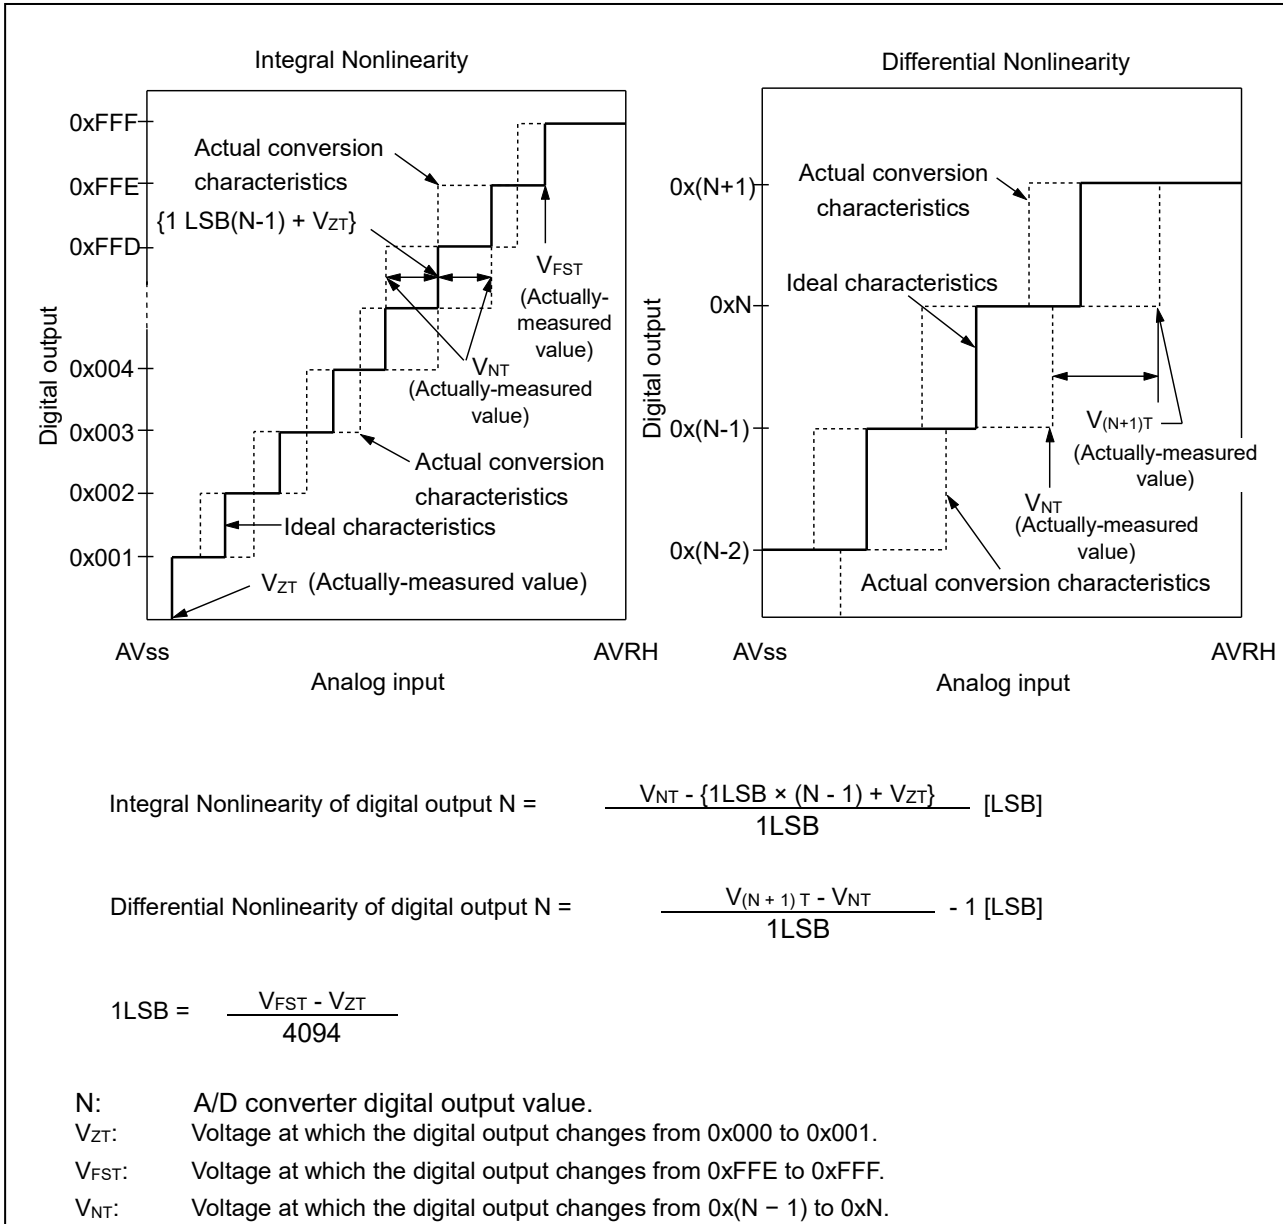 Integral Nonlinearity
0xFFF
0xFFE
0xFFD
0x004
0x003
0x002
0x001
Digital output
Actual conversion
characteristics
{1 LSB(N-1) + VZT}
VFST
(Actually-
measured
value)
VNT
(Actually-measured
value)
Actual conversion
characteristics
Ideal characteristics
VZT (Actually-measured value)
AVss
AVRH
Analog input
Differential Nonlinearity
0x(N+1)
0xN
0x(N-1)
0x(N-2)
Digital output
Actual conversion
characteristics
Ideal characteristics
V(N+1)T
(Actually-measured
value)
VNT
(Actually-measured
value)
Actual conversion characteristics
AVss
AVRH
Analog input
Integral Nonlinearity of digital output N =
VNT - {1LSB × (N - 1) + VZT}
1LSB
[LSB]
Differential Nonlinearity of digital output N =
V(N + 1) T - VNT
1LSB
- 1 [LSB]
1LSB =
VFST - VZT
4094
N: A/D converter digital output value.
VZT: Voltage at which the digital output changes from 0x000 to 0x001.
VFST: Voltage at which the digital output changes from 0xFFE to 0xFFF.
VNT: Voltage at which the digital output changes from 0x(N − 1) to 0xN.